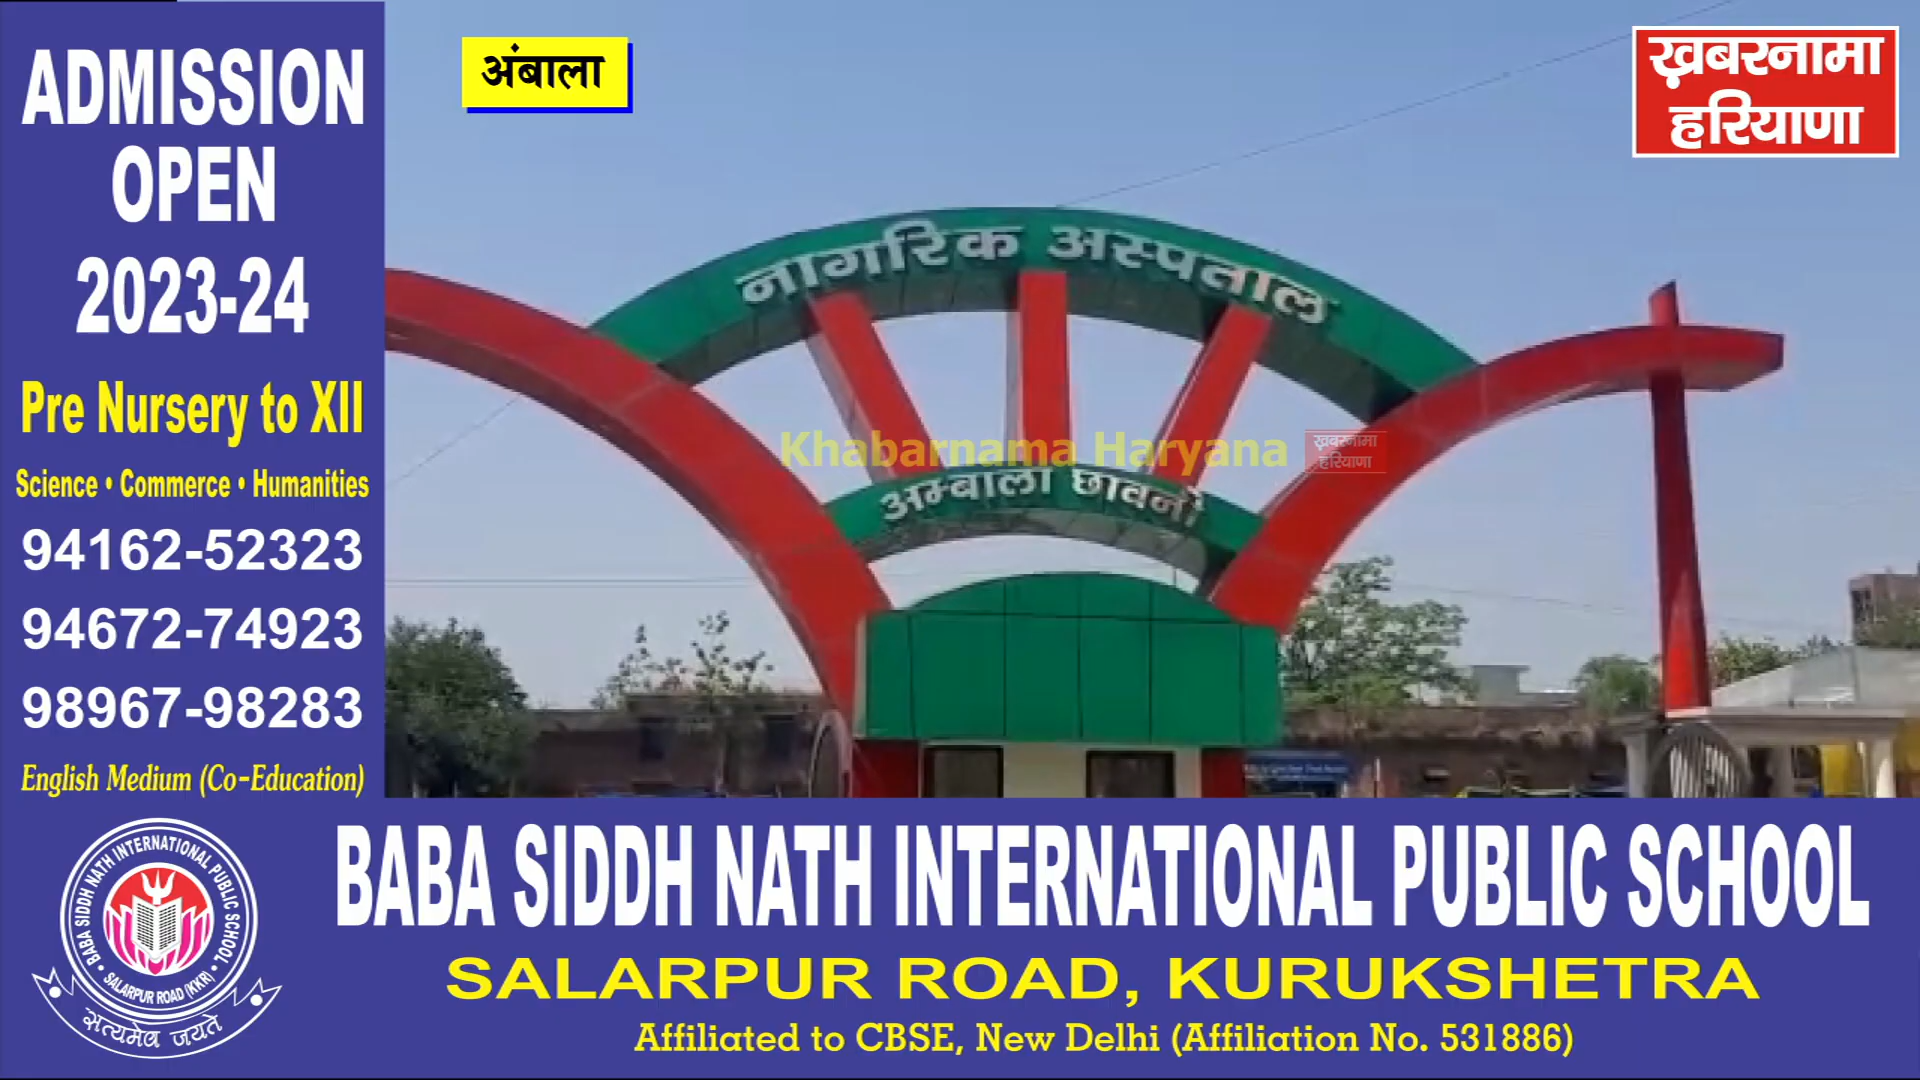 ADMISSION
OPEN
2023-24
Pre Nursery to XII
Science • Commerce • Humanities
94162-52323
94672-74923
98967-98283
English Medium (Co-Education)
अंबाला
ख़बरनामा
हरियाणा
नागरिक अस्पताल
Khabarnama Haryana
ख़बरनामा
हरियाणा
अम्बाला छावनी
BABA SIDDH NATH INTERNATIONAL PUBLIC SCHOOL
SALARPUR ROAD (KKR)
सत्यमेव जयते
BABA SIDDH NATH INTERNATIONAL PUBLIC SCHOOL
SALARPUR ROAD, KURUKSHETRA
Affiliated to CBSE, New Delhi (Affiliation No. 531886)